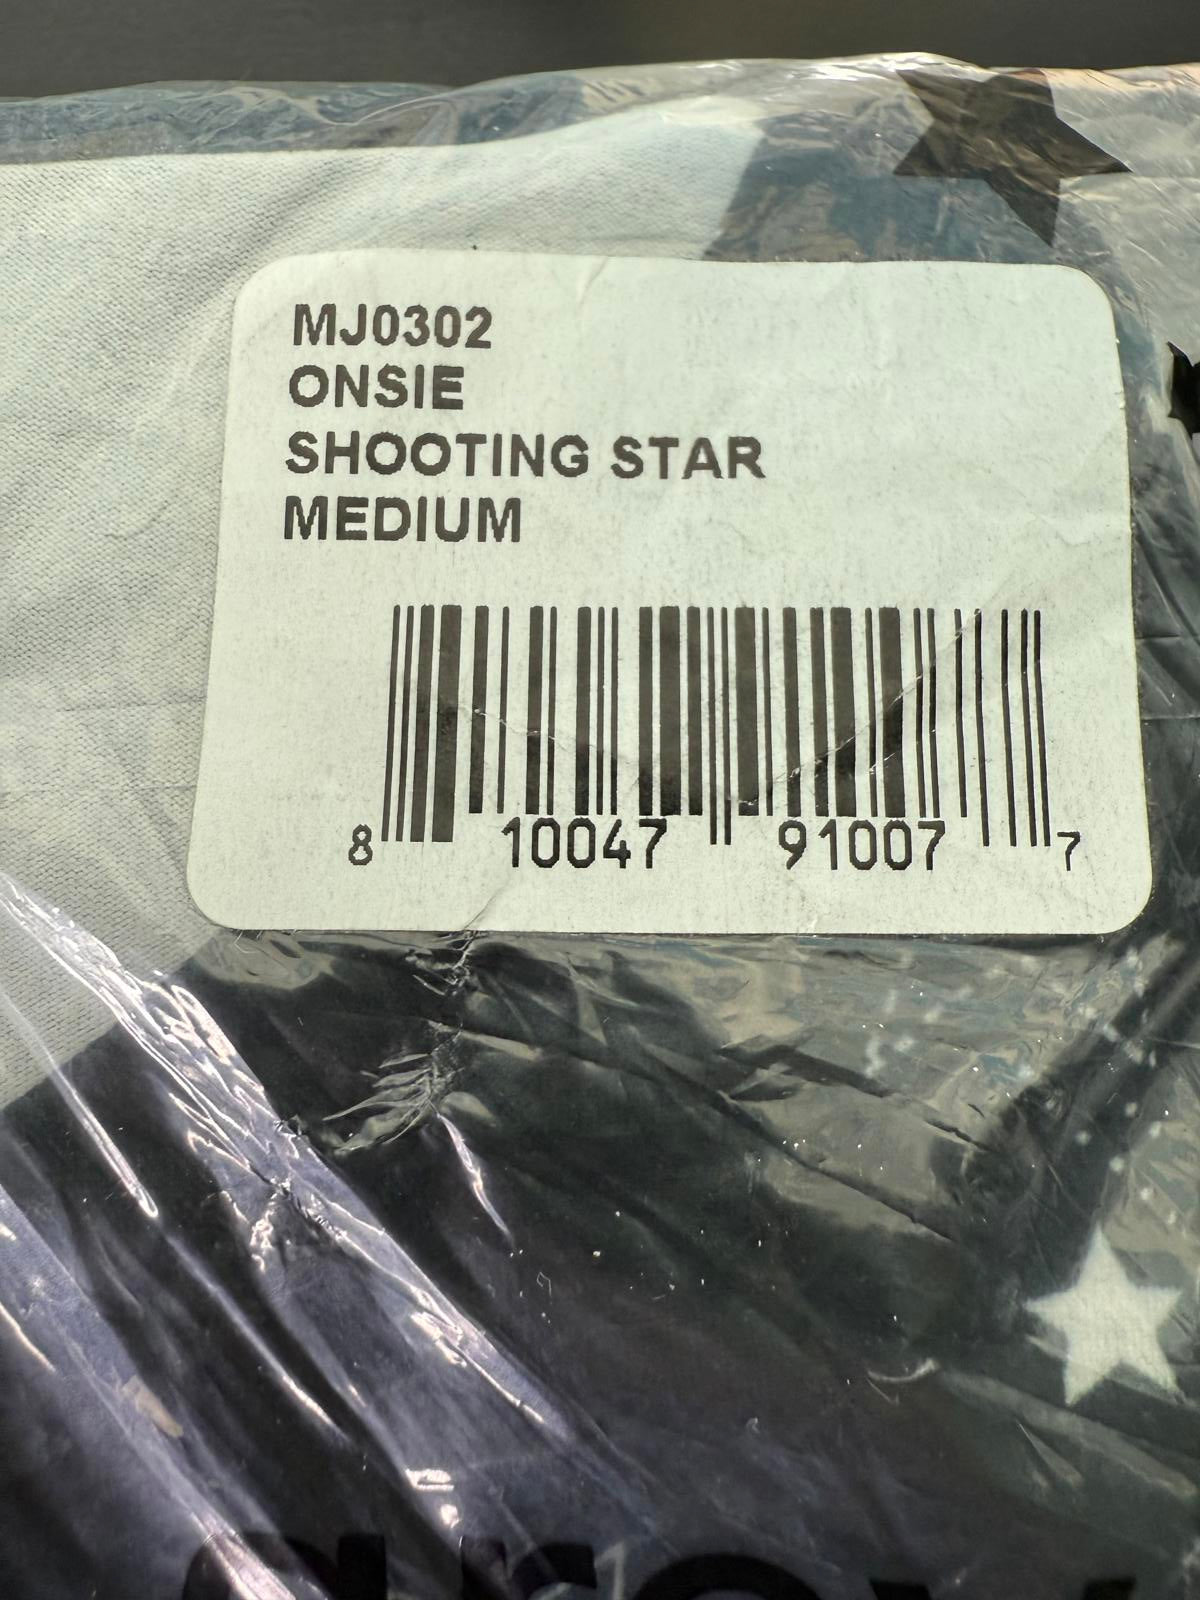 MJ0302
ONSIE
SHOOTING STAR
MEDIUM
8 10047 91007 7